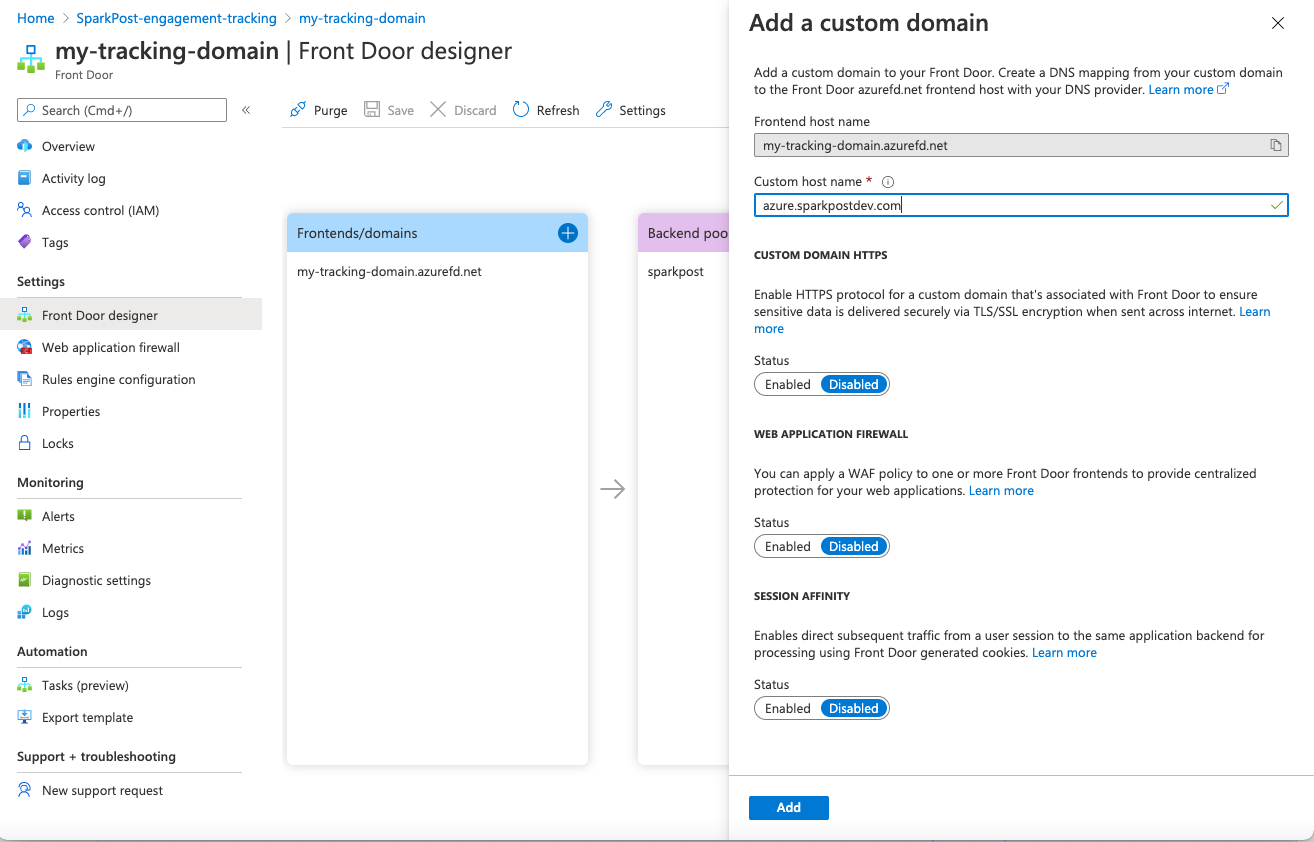 Home > SparkPost-engagement-tracking > my-tracking-domain
my-tracking-domain | Front Door designer
Front Door
Search (Cmd+/)
«
Overview
Activity log
Access control (IAM)
Tags
Settings
Front Door designer
Web application firewall
Rules engine configuration
Properties
Locks
Monitoring
Alerts
Metrics
Diagnostic settings
Logs
Automation
Tasks (preview)
Export template
Support + troubleshooting
New support request
Purge Save Discard Refresh Settings
Frontends/domains
my-tracking-domain.azurefd.net
Backend poo
sparkpost
Add a custom domain
Add a custom domain to your Front Door. Create a DNS mapping from your custom domain
to the Front Door azurefd.net frontend host with your DNS provider. Learn more
Frontend host name
my-tracking-domain.azurefd.net
Custom host name *
azure.sparkpostdev.com
CUSTOM DOMAIN HTTPS
Enable HTTPS protocol for a custom domain that's associated with Front Door to ensure
sensitive data is delivered securely via TLS/SSL encryption when sent across internet. Learn
more
Status
Enabled Disabled
WEB APPLICATION FIREWALL
You can apply a WAF policy to one or more Front Door frontends to provide centralized
protection for your web applications. Learn more
Status
Enabled Disabled
SESSION AFFINITY
Enables direct subsequent traffic from a user session to the same application backend for
processing using Front Door generated cookies. Learn more
Status
Enabled Disabled
Add